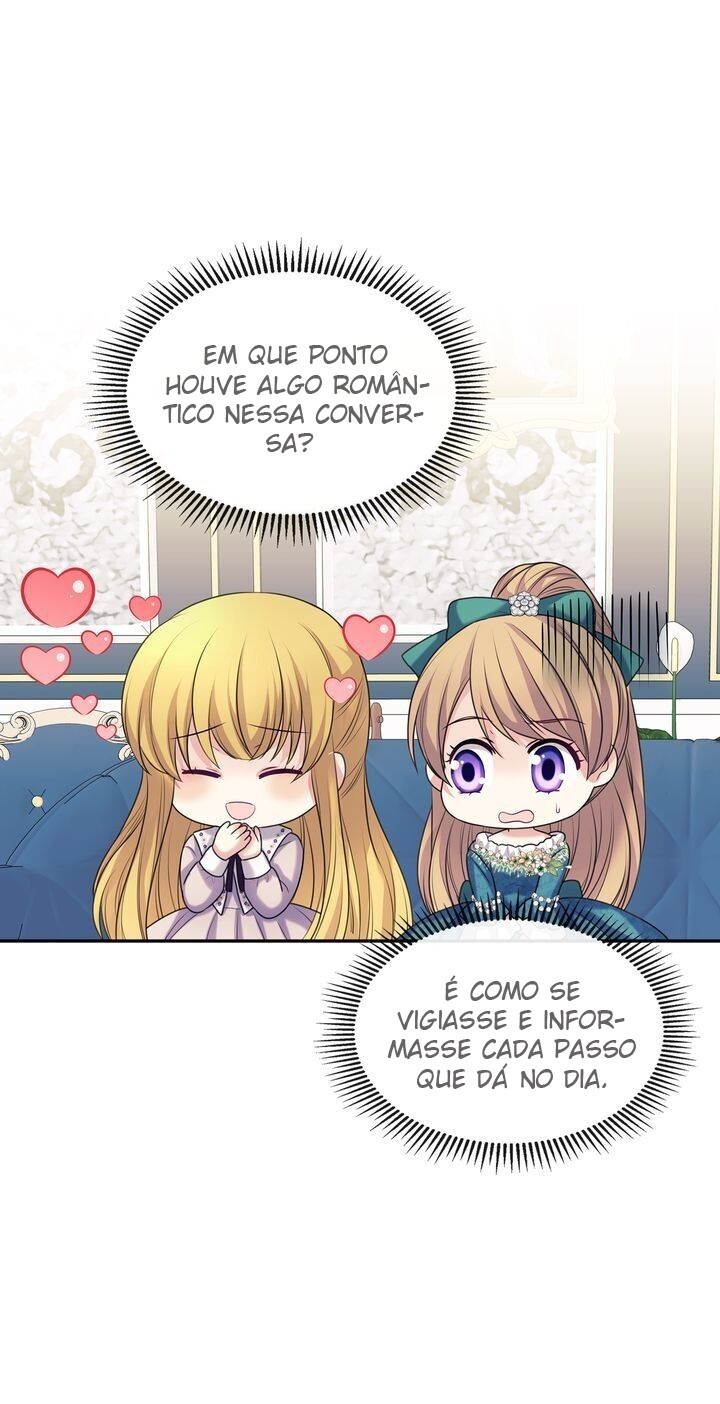 EM QUE PONTO
HOUVE ALGO ROMÂN-
TICO NESSA CONVER-
SA?
É COMO SE
VIGIASSE E INFOR-
MASSE CADA PASSO
QUE DÁ NO DIA.